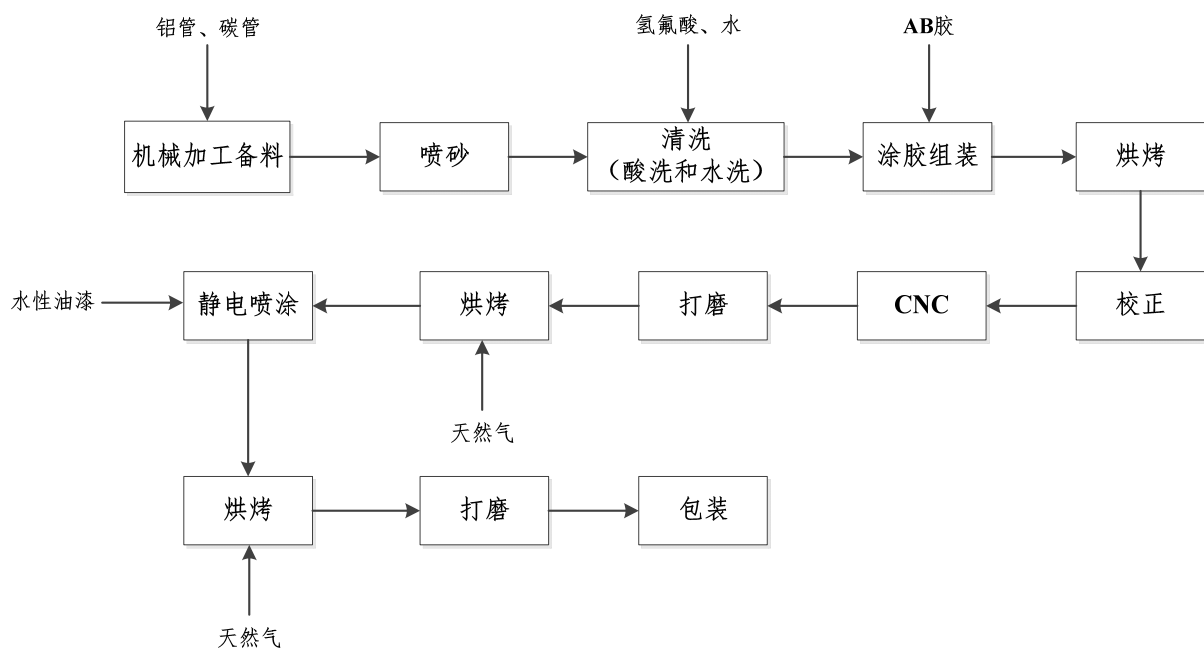 铝管、碳管
氢氟酸、水
AB胶
机械加工备料
喷砂
清洗
（酸洗和水洗）
涂胶组装
烘烤
水性油漆
静电喷涂
烘烤
打磨
CNC
校正
天然气
烘烤
打磨
包装
天然气